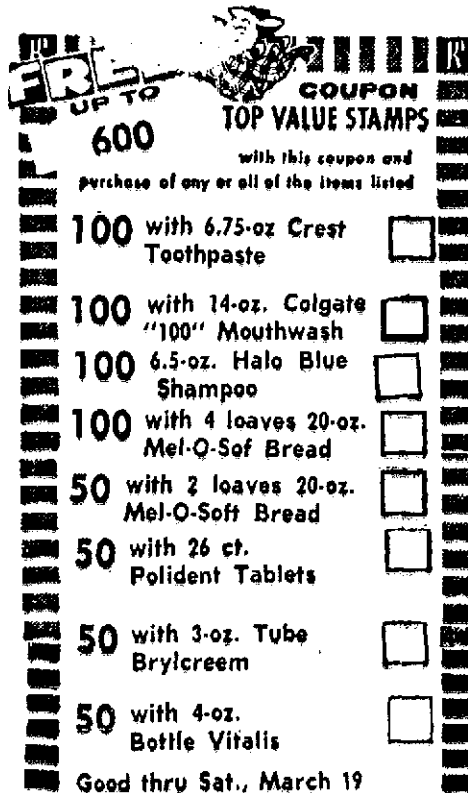 FREE
UP TO
600
COUPON
TOP VALUE STAMPS
with this coupon and
purchase of any or all of the items listed
100 with 6.75-oz Crest
Toothpaste
100 with 14-oz. Colgate
"100" Mouthwash
100 6.5-oz. Halo Blue
Shampoo
100 with 4 loaves 20-oz.
Mel-O-Sof Bread
50 with 2 loaves 20-oz.
Mel-O-Soft Bread
50 with 26 ct.
Polident Tablets
50 with 3-oz. Tube
Brylcreem
50 with 4-oz.
Bottle Vitalis
Good thru Sat., March 19